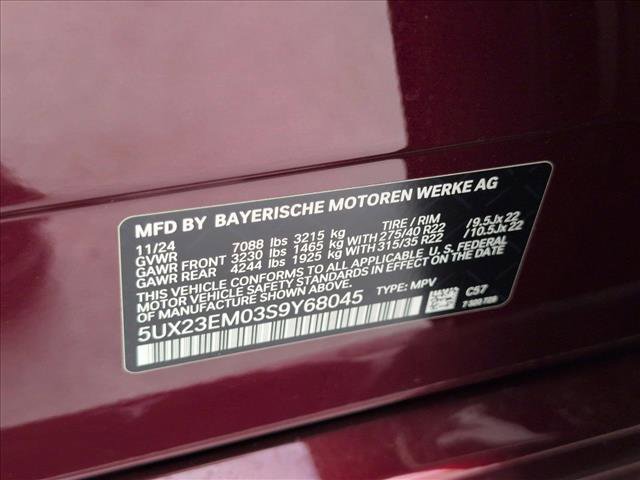 MFD BY BAYERISCHE MOTOREN WERKE AG
11/24 7088 lbs 3215 kg TIRE / RIM
GVWR
GAWR FRONT 3230 lbs 1465 kg WITH 275/40 R22 /9.5Jx22
GAWR REAR 4244 lbs 1925 kg WITH 315/35 R22 /10.5Jx22
THIS VEHICLE CONFORMS TO ALL APPLICABLE U. S. FEDERAL
MOTOR VEHICLE SAFETY STANDARDS IN EFFECT ON THE DATE
OF MANUFACTURE SHOWN ABOVE.
5UX23EM03S9Y68045 TYPE: MPV C57